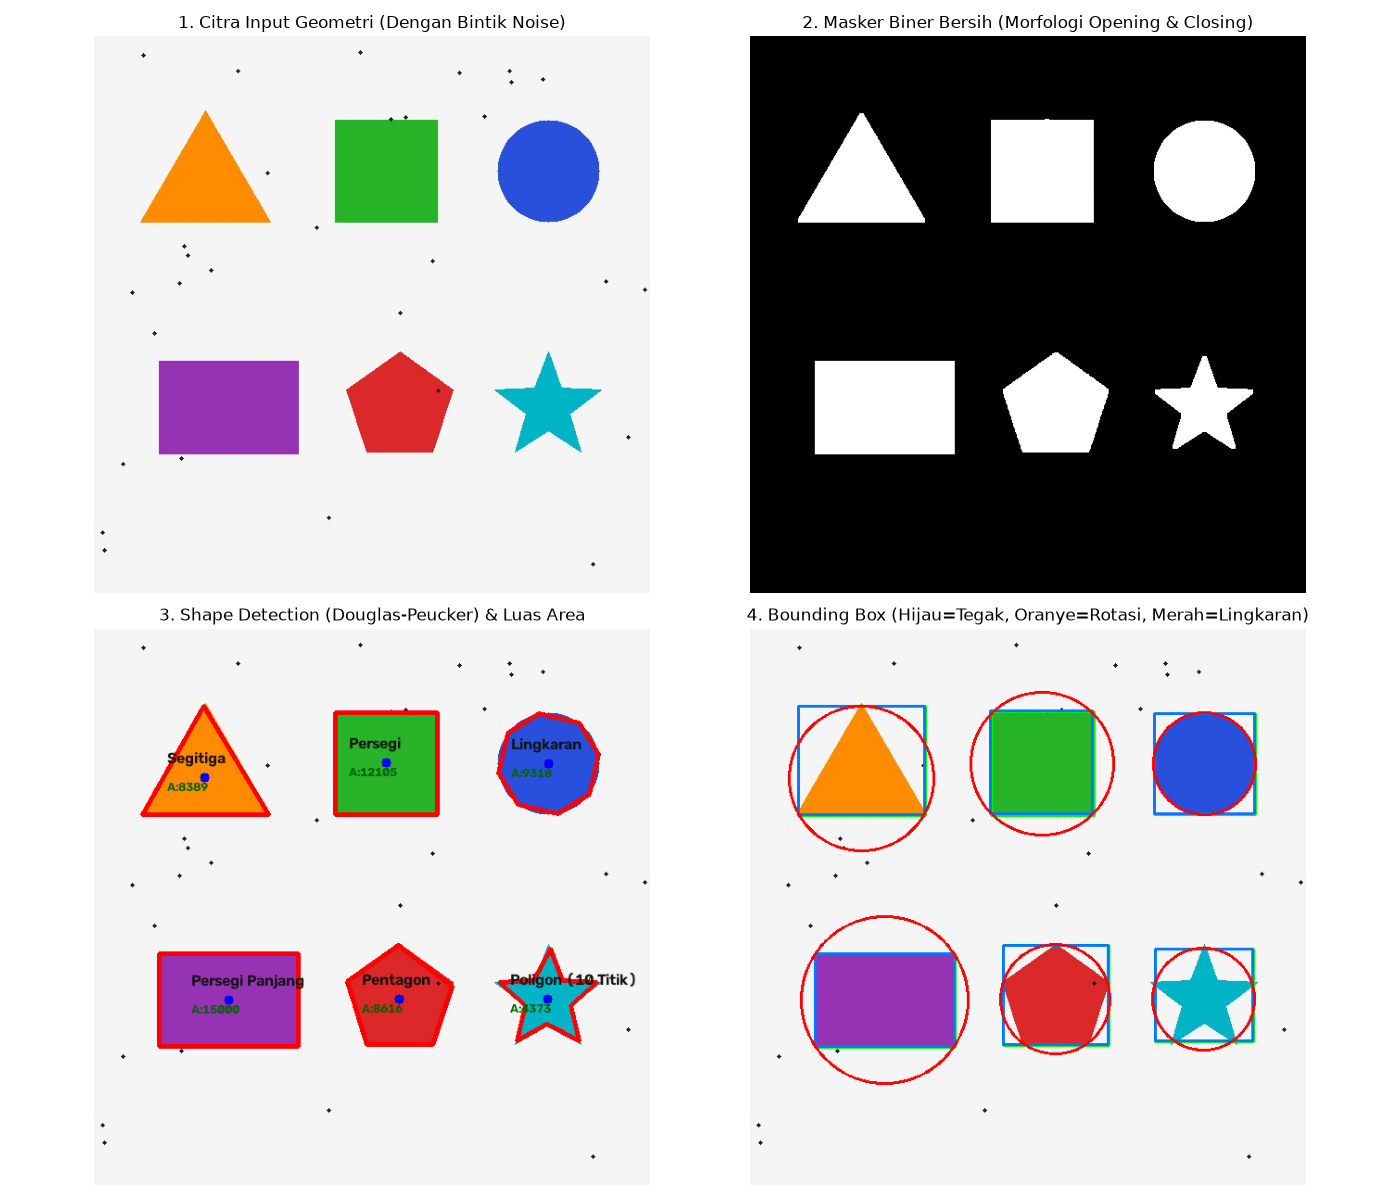 1. Citra Input Geometri (Dengan Bintik Noise)
2. Masker Biner Bersih (Morfologi Opening & Closing)
3. Shape Detection (Douglas-Peucker) & Luas Area
4. Bounding Box (Hijau=Tegak, Oranye=Rotasi, Merah=Lingkaran)
Segitiga
A:8389
Persegi
A:12105
Lingkaran
A:9318
Persegi Panjang
A:15000
Pentagon
A:8616
Poligon (10 Titik)
A:4373